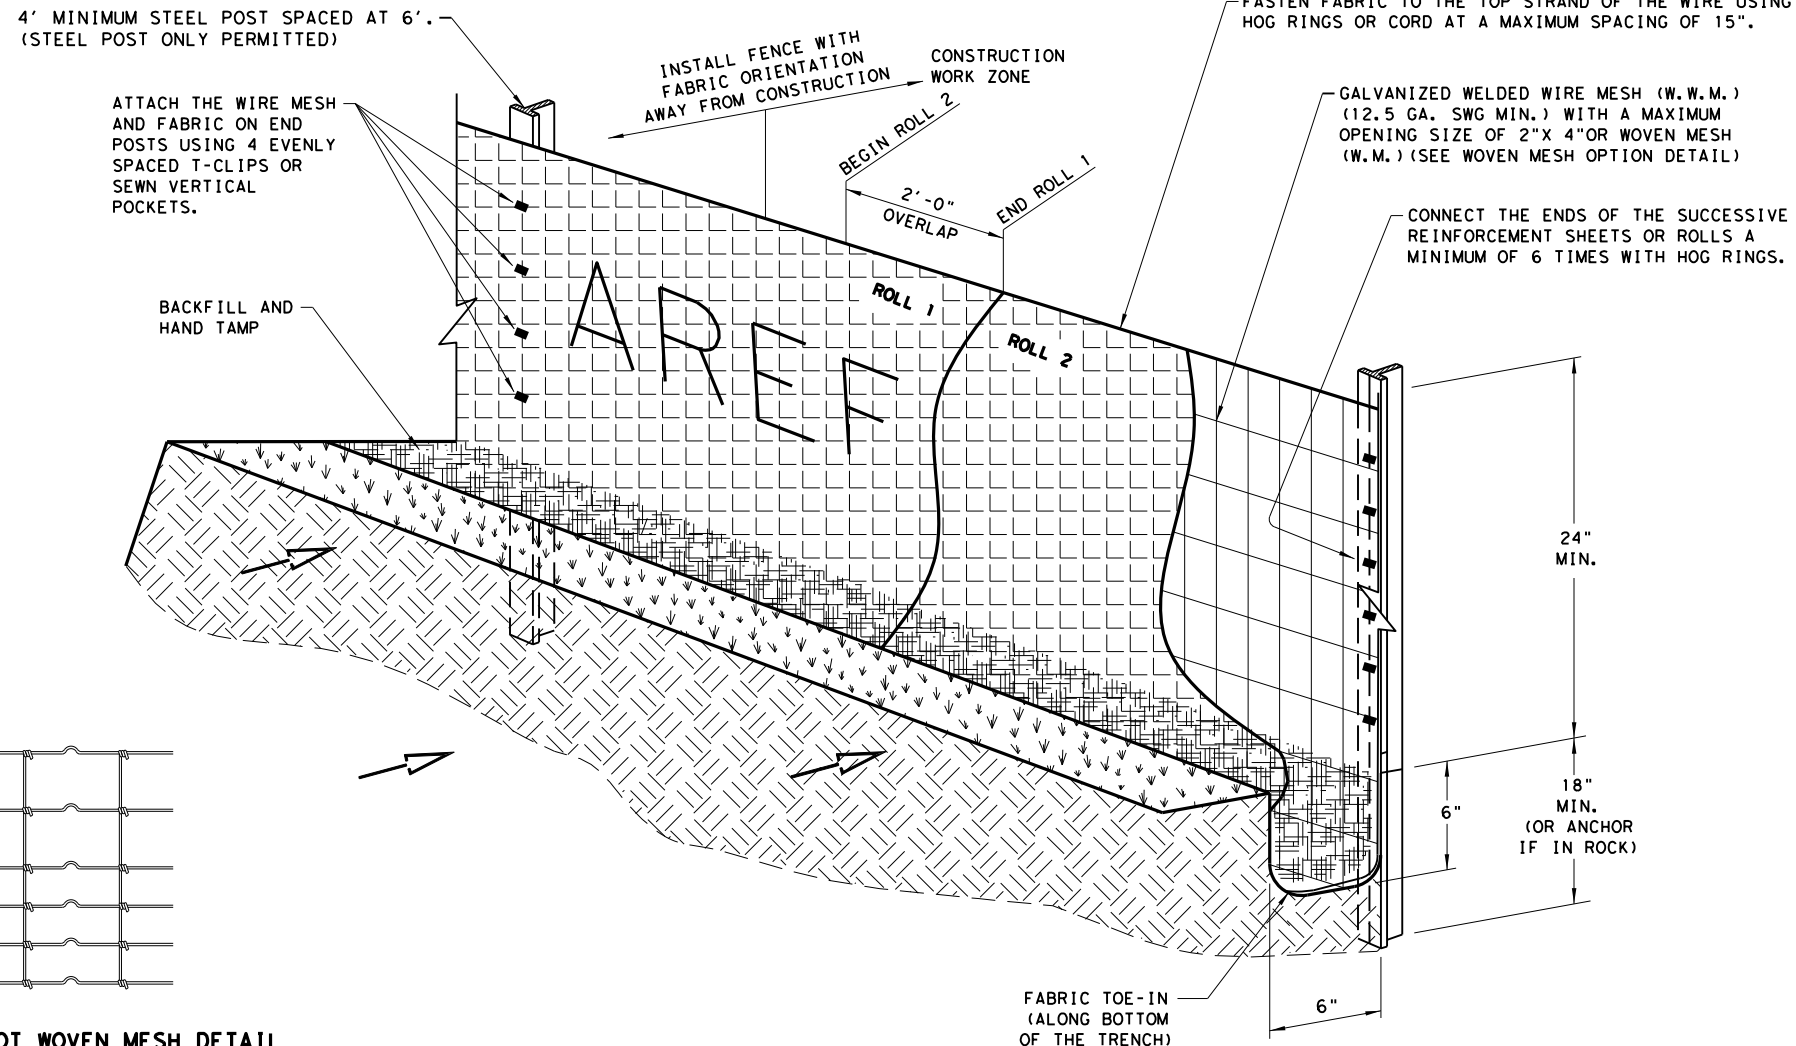 4' MINIMUM STEEL POST SPACED AT 6'.
(STEEL POST ONLY PERMITTED)
FASTEN FABRIC TO THE TOP STRAND OF THE WIRE USING
HOG RINGS OR CORD AT A MAXIMUM SPACING OF 15".
INSTALL FENCE WITH
FABRIC ORIENTATION
AWAY FROM CONSTRUCTION
CONSTRUCTION
WORK ZONE
ATTACH THE WIRE MESH
AND FABRIC ON END
POSTS USING 4 EVENLY
SPACED T-CLIPS OR
SEWN VERTICAL
POCKETS.
GALVANIZED WELDED WIRE MESH (W.W.M.)
(12.5 GA. SWG MIN.) WITH A MAXIMUM
OPENING SIZE OF 2"X 4"OR WOVEN MESH
(W.M.)(SEE WOVEN MESH OPTION DETAIL)
BEGIN ROLL 2
END ROLL 1
2'-0"
OVERLAP
CONNECT THE ENDS OF THE SUCCESSIVE
REINFORCEMENT SHEETS OR ROLLS A
MINIMUM OF 6 TIMES WITH HOG RINGS.
BACKFILL AND
HAND TAMP
AREF
ROLL 1
ROLL 2
24"
MIN.
18"
MIN.
(OR ANCHOR
IF IN ROCK)
6"
6"
FABRIC TOE-IN
(ALONG BOTTOM
OF THE TRENCH)
WOVEN MESH DETAIL